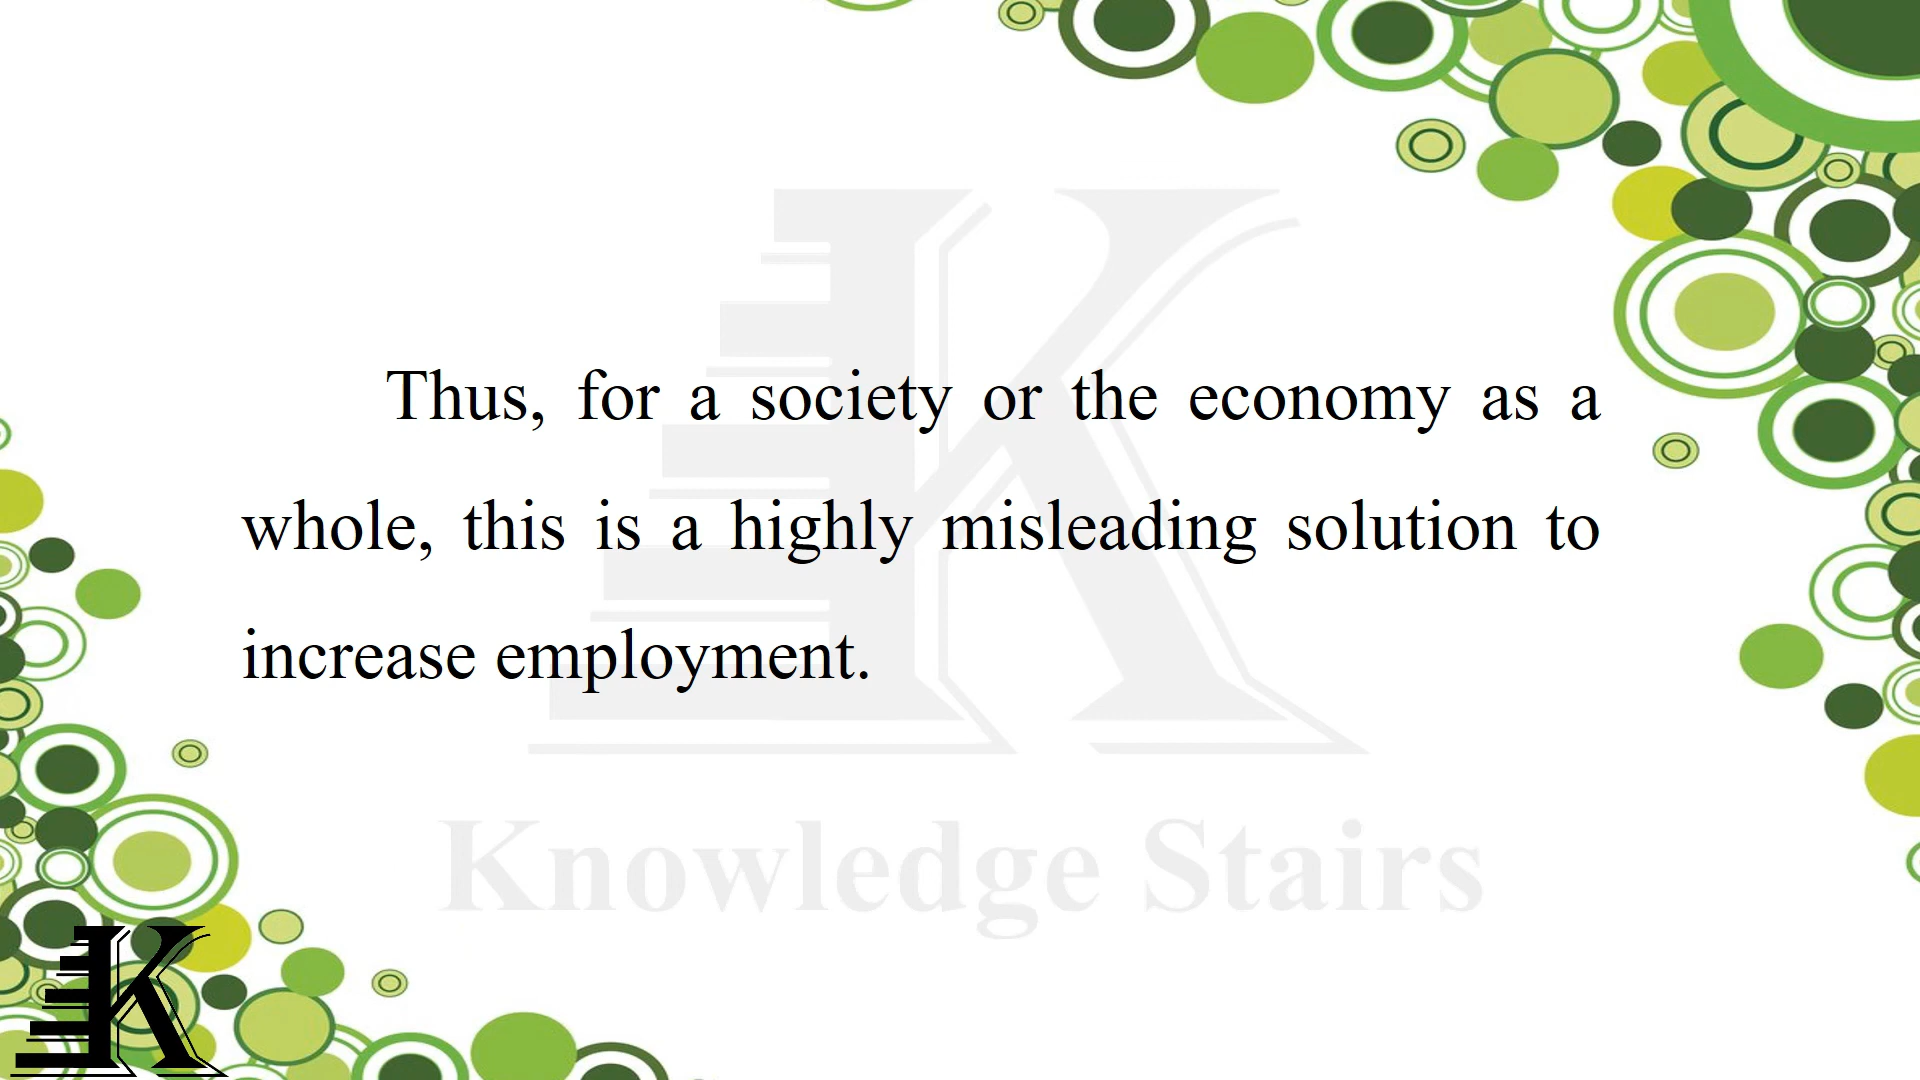 Thus, for a society or the economy as a
whole, this is a highly misleading solution to
increase employment.
Knowledge Stairs